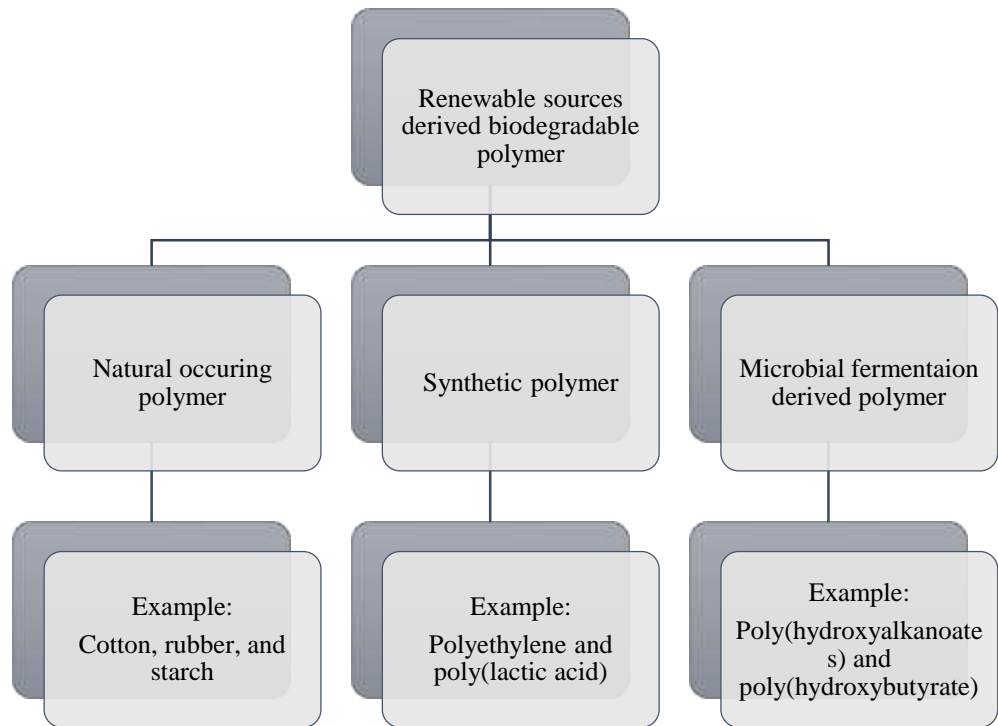 Renewable sources
derived biodegradable
polymer
Natural occuring
polymer
Synthetic polymer
Microbial fermentaion
derived polymer
Example:
Cotton, rubber, and
starch
Example:
Polyethylene and
poly(lactic acid)
Example:
Poly(hydroxyalkanoate
s) and
poly(hydroxybutyrate)